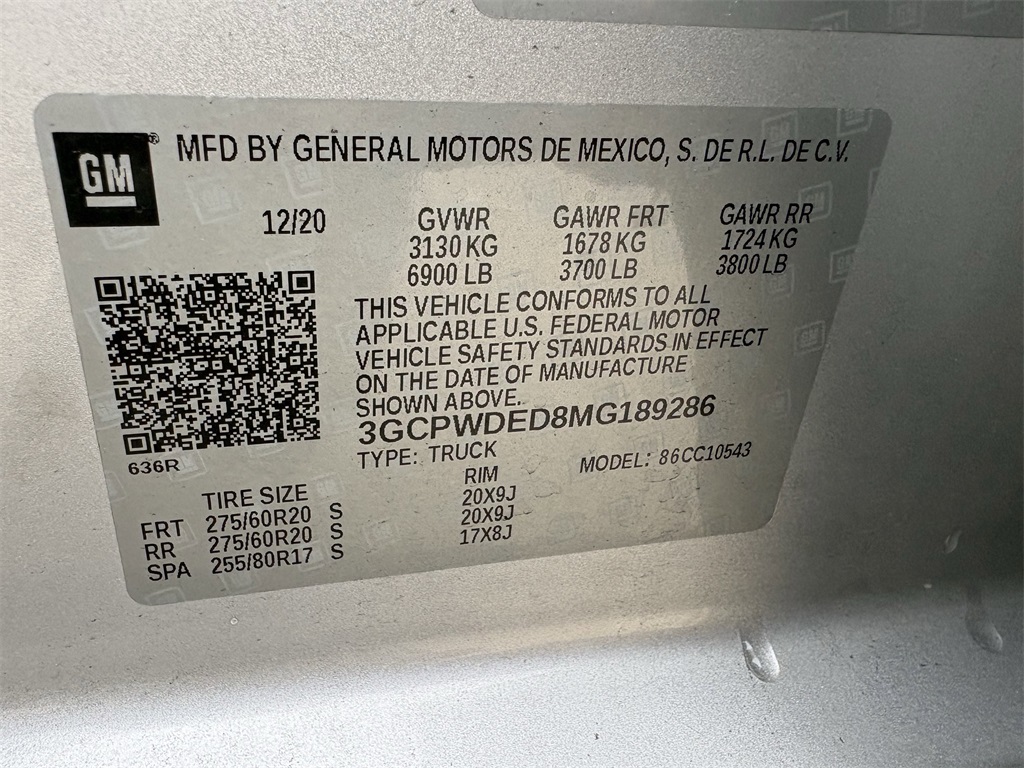 GM ® MFD BY GENERAL MOTORS DE MEXICO, S. DE R.L. DE C.V.
12/20 GVWR GAWR FRT GAWR RR
3130 KG 1678 KG 1724 KG
6900 LB 3700 LB 3800 LB
THIS VEHICLE CONFORMS TO ALL
APPLICABLE U.S. FEDERAL MOTOR
VEHICLE SAFETY STANDARDS IN EFFECT
ON THE DATE OF MANUFACTURE
SHOWN ABOVE.
3GCPWDED8MG189286
636R TYPE: TRUCK MODEL: 86CC10543
TIRE SIZE RIM
FRT 275/60R20 S 20X9J
RR 275/60R20 S 20X9J
SPA 255/80R17 S 17X8J